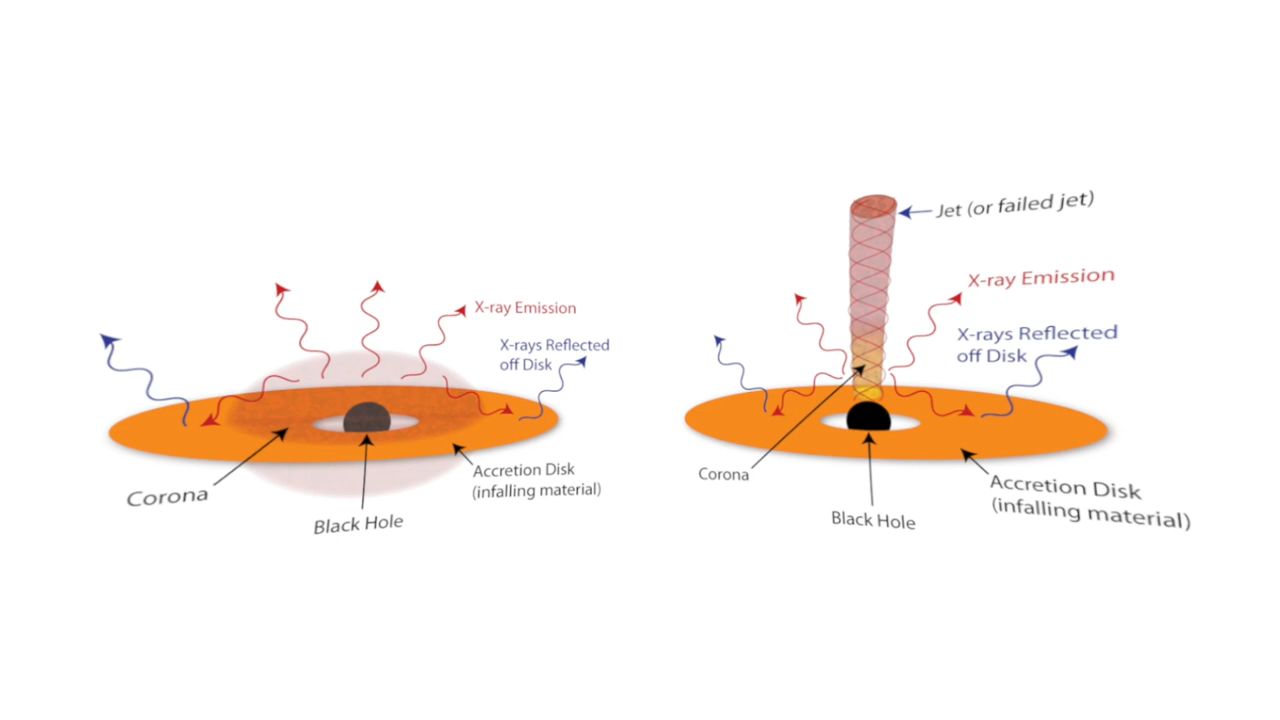 X-ray Emission
X-rays Reflected
off Disk
Corona
Black Hole
Accretion Disk
(infalling material)
Jet (or failed jet)
X-ray Emission
X-rays Reflected
off Disk
Corona
Black Hole
Accretion Disk
(infalling material)